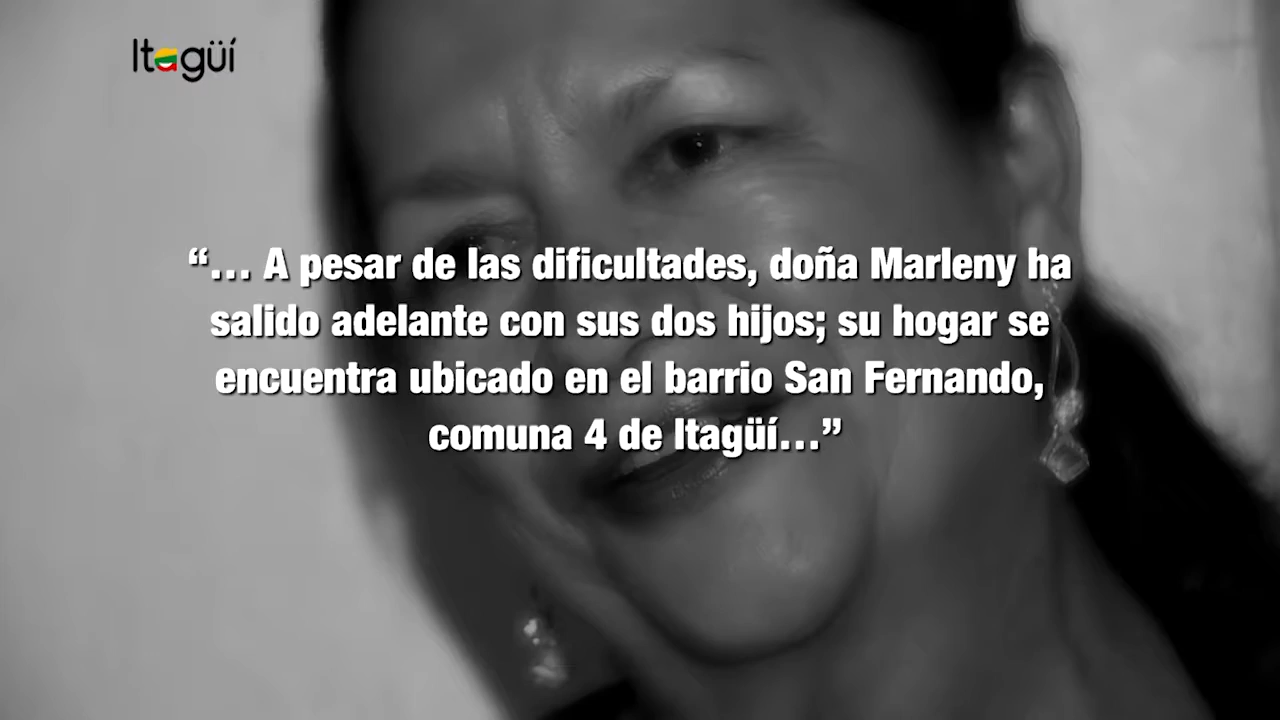 Itagüí
“… A pesar de las dificultades, doña Marleny ha
salido adelante con sus dos hijos; su hogar se
encuentra ubicado en el barrio San Fernando,
comuna 4 de Itagüí…”